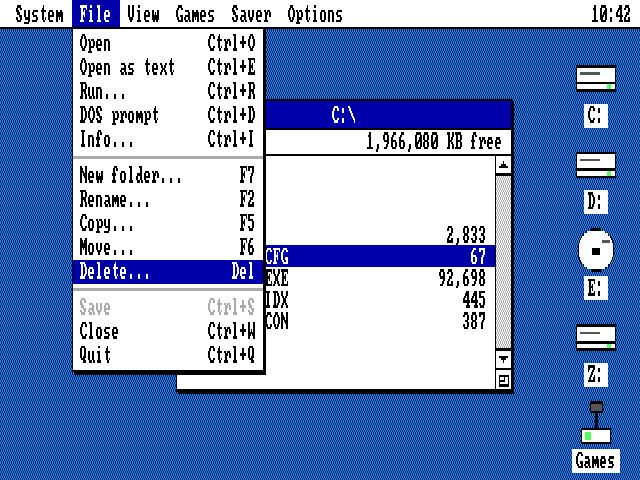 System File View Games Saver Options 10:42
Open Ctrl+O
Open as text Ctrl+E
Run... Ctrl+R
DOS prompt Ctrl+D
Info... Ctrl+I
New folder... F7
Rename... F2
Copy... F5
Move... F6
Delete... Del
Save Ctrl+S
Close Ctrl+W
Quit Ctrl+Q
C:\
1,966,080 KB free
2,833
CFG 67
EXE 92,698
IDX 445
CON 387
C:
D:
E:
Z:
Games